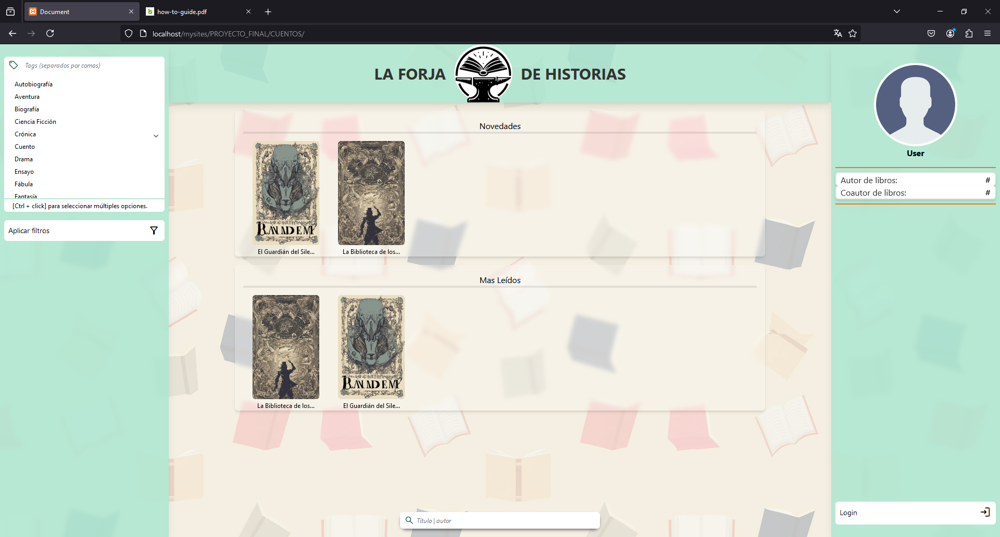 Document
how-to-guide.pdf
localhost/mysites/PROYECTO_FINAL/CUENTOS/
Tags (separados por comas)
Autobiografía
Aventura
Biografía
Ciencia Ficción
Crónica
Cuento
Drama
Ensayo
Fábula
Fantasía
[Ctrl + click] para seleccionar múltiples opciones.
Aplicar filtros
LA FORJA DE HISTORIAS
Novedades
El Guardián del Sile...
La Biblioteca de los...
Mas Leídos
La Biblioteca de los...
El Guardián del Sile...
Título | autor
User
Autor de libros: #
Coautor de libros: #
Login